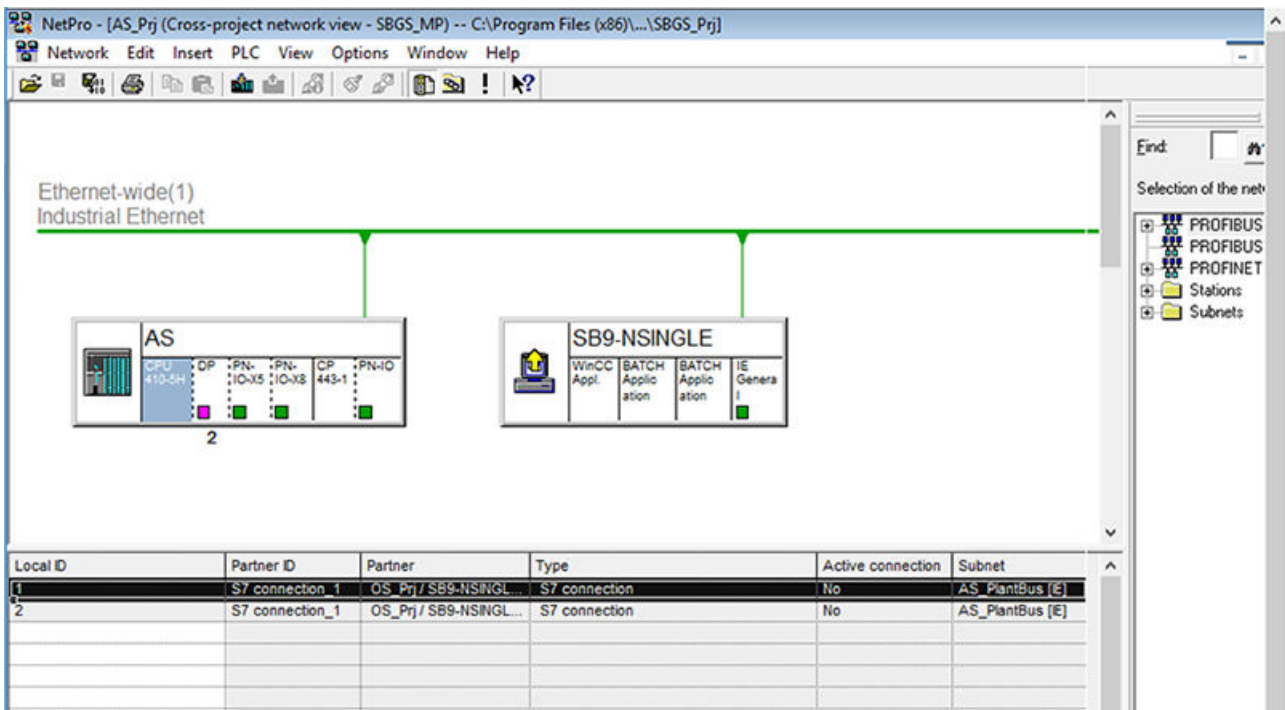 NetPro - [AS_Prj (Cross-project network view - SBGS_MP) -- C:\Program Files (x86)\...\SBGS_Prj]
Network Edit Insert PLC View Options Window Help
Find:
Selection of the net
Ethernet-wide(1)
Industrial Ethernet
PROFIBUS
PROFIBUS
PROFINET
Stations
Subnets
AS
CPU
410-5H
DP
PN-
IO-X5
PN-
IO-X8
CP
443-1
PN-IO
2
SB9-NSINGLE
WinCC
Appl.
BATCH
Applic
ation
BATCH
Applic
ation
IE
Genera
l
Local ID Partner ID Partner Type Active connection Subnet
1 S7 connection_1 OS_Prj / SB9-NSINGL... S7 connection No AS_PlantBus [IE]
2 S7 connection_1 OS_Prj / SB9-NSINGL... S7 connection No AS_PlantBus [IE]